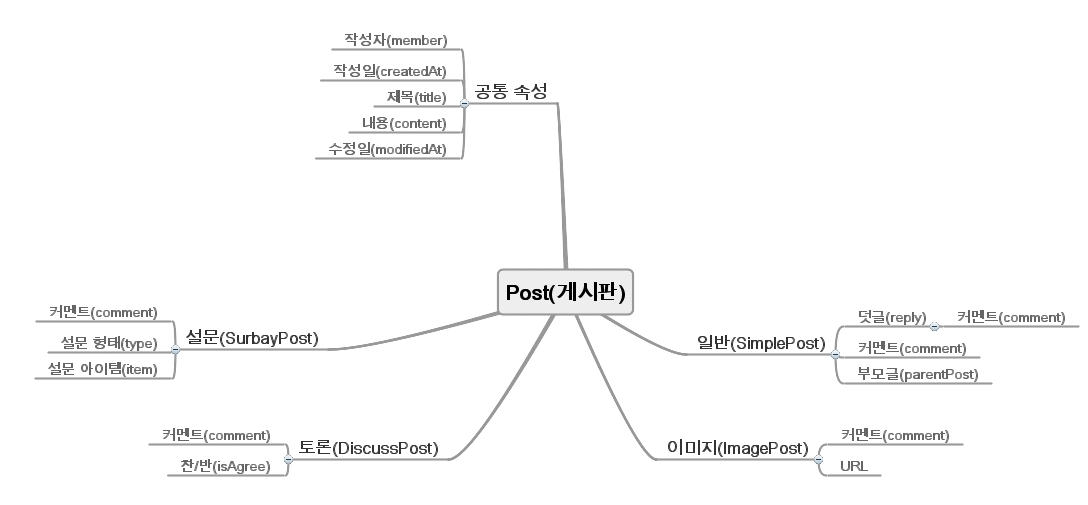 작성자(member)
작성일(createdAt)
제목(title)
내용(content)
수정일(modifiedAt)
공통 속성
Post(게시판)
커멘트(comment)
설문 형태(type)
설문 아이템(item)
설문(SurbayPost)
커멘트(comment)
찬/반(isAgree)
토론(DiscussPost)
일반(SimplePost)
덧글(reply)
커멘트(comment)
커멘트(comment)
부모글(parentPost)
이미지(ImagePost)
커멘트(comment)
URL